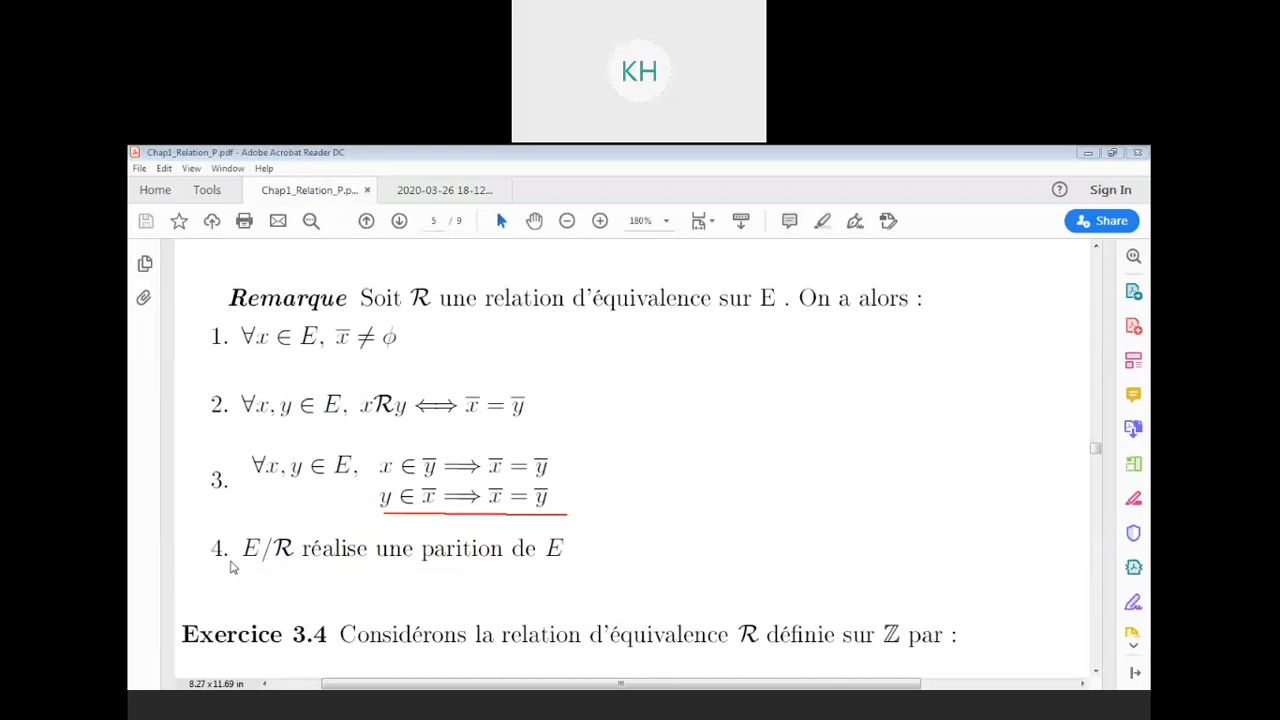 KH
Chap1_Relation_P.pdf - Adobe Acrobat Reader DC
File Edit View Window Help
Home Tools Chap1_Relation_P.p... × 2020-03-26 18-12... Sign In
5 / 9 180% Share
Remarque Soit ℛ une relation d'équivalence sur E . On a alors :
1. ∀x ∈ E, x̅ ≠ ϕ
2. ∀x, y ∈ E, xℛy ⟺ x̅ = y̅
3. ∀x, y ∈ E, x ∈ y̅ ⟹ x̅ = y̅
y ∈ x̅ ⟹ x̅ = y̅
4. E/ℛ réalise une parition de E
Exercice 3.4 Considérons la relation d'équivalence ℛ définie sur ℤ par :
8.27 x 11.69 in